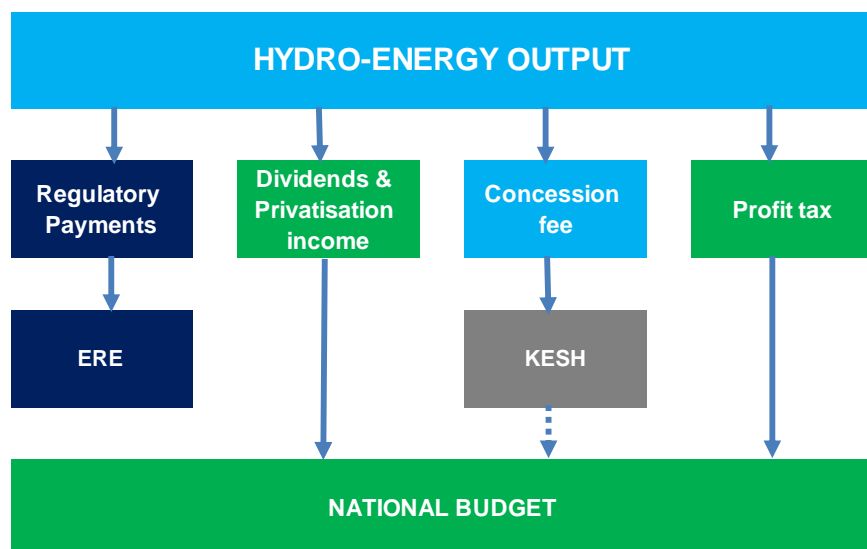 HYDRO-ENERGY OUTPUT
Regulatory
Payments
Dividends &
Privatisation
income
Concession
fee
Profit tax
ERE
KESH
NATIONAL BUDGET